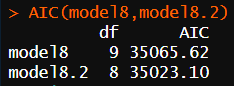 > AIC(model8,model8.2)
         df      AIC
model8    9 35065.62
model8.2  8 35023.10